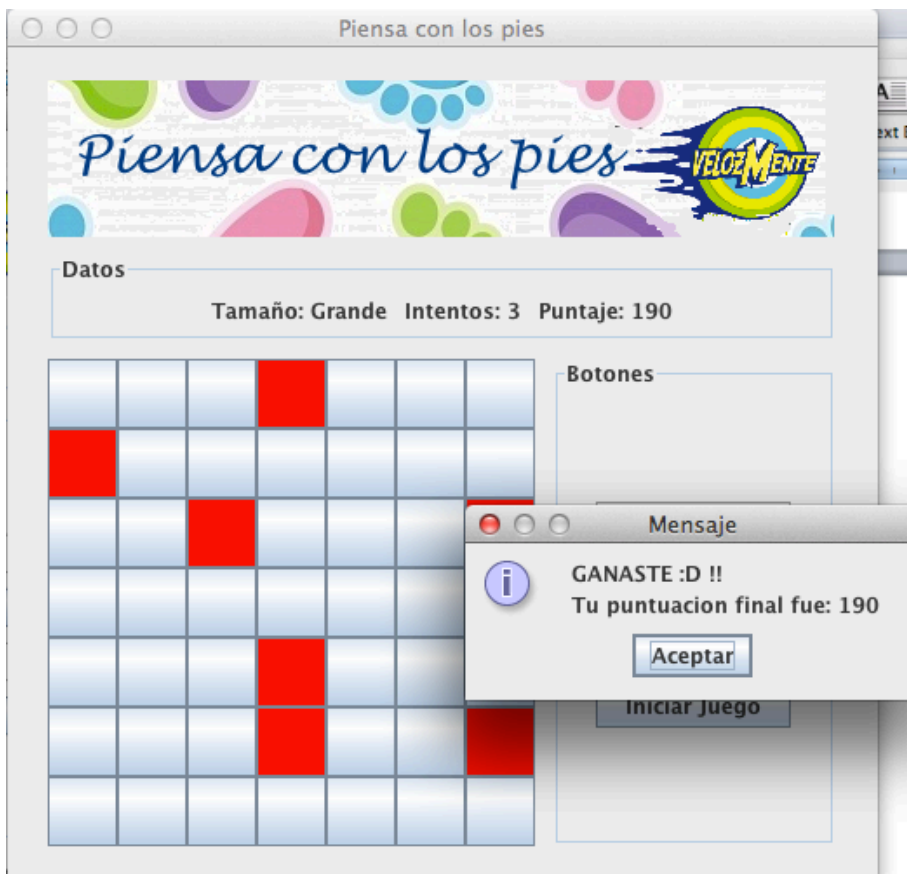 Piensa con los pies
Piensa con los pies
VELOZMENTE
Datos
Tamaño: Grande Intentos: 3 Puntaje: 190
Botones
Mensaje
GANASTE :D !!
Tu puntuacion final fue: 190
Aceptar
Iniciar Juego
A
ext